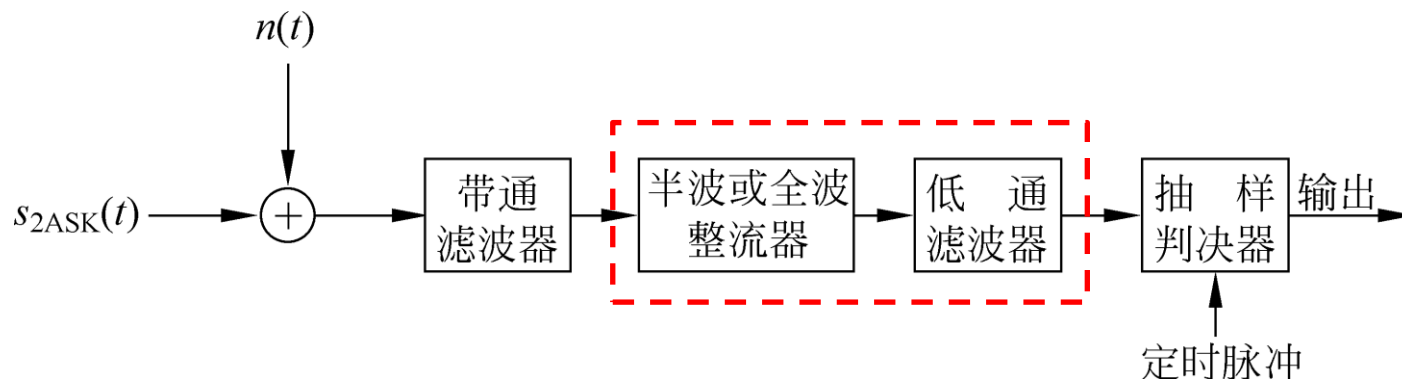 n(t)
s2ASK(t)
+
带通
滤波器
半波或全波
整流器
低 通
滤波器
抽 样
判决器
输出
定时脉冲